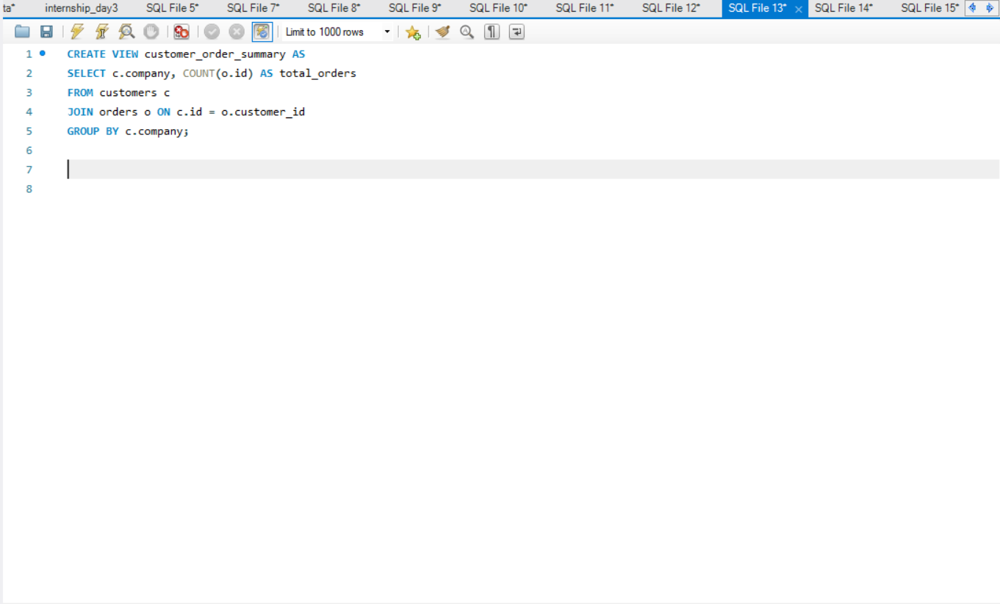 ta* internship_day3 SQL File 5* SQL File 7* SQL File 8* SQL File 9* SQL File 10* SQL File 11* SQL File 12* SQL File 13* SQL File 14* SQL File 15*
Limit to 1000 rows
1 CREATE VIEW customer_order_summary AS
2 SELECT c.company, COUNT(o.id) AS total_orders
3 FROM customers c
4 JOIN orders o ON c.id = o.customer_id
5 GROUP BY c.company;
6
7
8